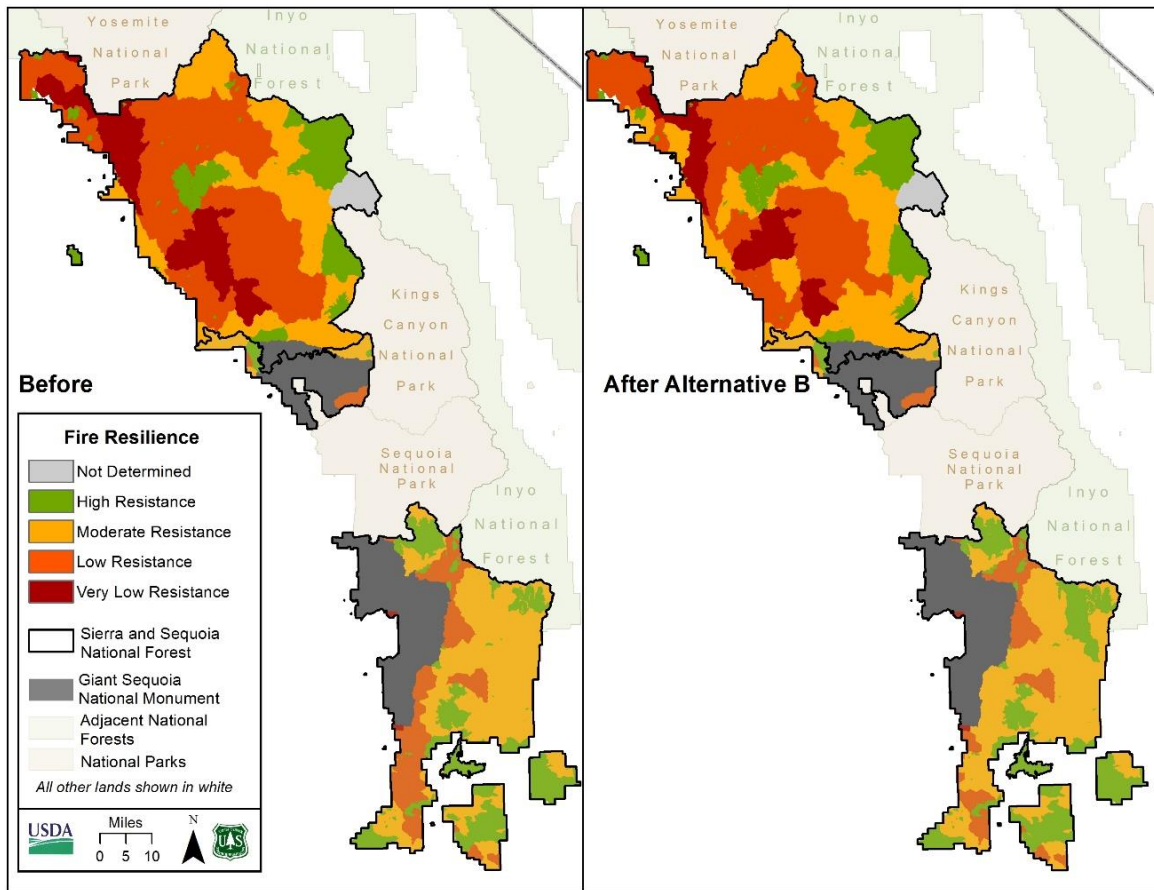 Yosemite
National
Park
Inyo
National
Forest
Kings
Canyon
National
Park
Before
Sequoia
National
Park
Inyo
National
Forest
Fire Resilience
Not Determined
High Resistance
Moderate Resistance
Low Resistance
Very Low Resistance
Sierra and Sequoia
National Forest
Giant Sequoia
National Monument
Adjacent National
Forests
National Parks
All other lands shown in white
USDA
Miles
0 5 10
N
U S
Yosemite
National
Park
Inyo
National
Forest
Kings
Canyon
National
Park
After Alternative B
Sequoia
National
Park
Inyo
National
Forest